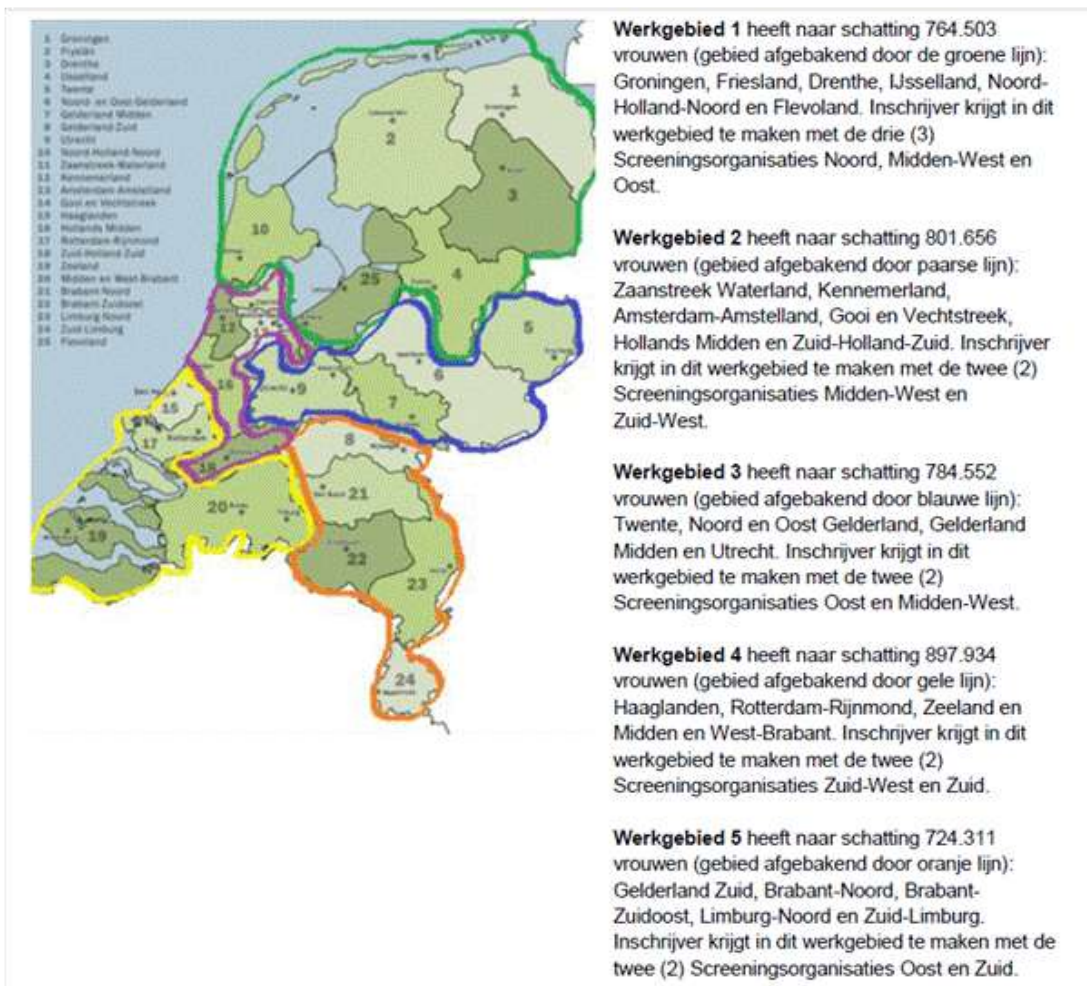 1 Groningen
2 Fryslân
3 Drenthe
4 IJsselland
5 Twente
6 Noord- en Oost-Gelderland
7 Gelderland Midden
8 Gelderland-Zuid
9 Utrecht
10 Noord-Holland-Noord
11 Zaanstreek-Waterland
12 Kennemerland
13 Amsterdam-Amstelland
14 Gooi en Vechtstreek
15 Haaglanden
16 Hollands Midden
17 Rotterdam-Rijnmond
18 Zuid-Holland-Zuid
19 Zeeland
20 Midden en West-Brabant
21 Brabant Noord
22 Brabant Zuidoost
23 Limburg Noord
24 Zuid Limburg
25 Flevoland
1
2
3
10
25
4
12
5
6
16
9
7
15
17
Rotterdam
8
18
21
20
19
22
23
24
Werkgebied 1 heeft naar schatting 764.503
vrouwen (gebied afgebakend door de groene lijn):
Groningen, Friesland, Drenthe, IJsselland, Noord-
Holland-Noord en Flevoland. Inschrijver krijgt in dit
werkgebied te maken met de drie (3)
Screeningsorganisaties Noord, Midden-West en
Oost.
Werkgebied 2 heeft naar schatting 801.656
vrouwen (gebied afgebakend door paarse lijn):
Zaanstreek Waterland, Kennemerland,
Amsterdam-Amstelland, Gooi en Vechtstreek,
Hollands Midden en Zuid-Holland-Zuid. Inschrijver
krijgt in dit werkgebied te maken met de twee (2)
Screeningsorganisaties Midden-West en
Zuid-West.
Werkgebied 3 heeft naar schatting 784.552
vrouwen (gebied afgebakend door blauwe lijn):
Twente, Noord en Oost Gelderland, Gelderland
Midden en Utrecht. Inschrijver krijgt in dit
werkgebied te maken met de twee (2)
Screeningsorganisaties Oost en Midden-West.
Werkgebied 4 heeft naar schatting 897.934
vrouwen (gebied afgebakend door gele lijn):
Haaglanden, Rotterdam-Rijnmond, Zeeland en
Midden en West-Brabant. Inschrijver krijgt in dit
werkgebied te maken met de twee (2)
Screeningsorganisaties Zuid-West en Zuid.
Werkgebied 5 heeft naar schatting 724.311
vrouwen (gebied afgebakend door oranje lijn):
Gelderland Zuid, Brabant-Noord, Brabant-
Zuidoost, Limburg-Noord en Zuid-Limburg.
Inschrijver krijgt in dit werkgebied te maken met de
twee (2) Screeningsorganisaties Oost en Zuid.